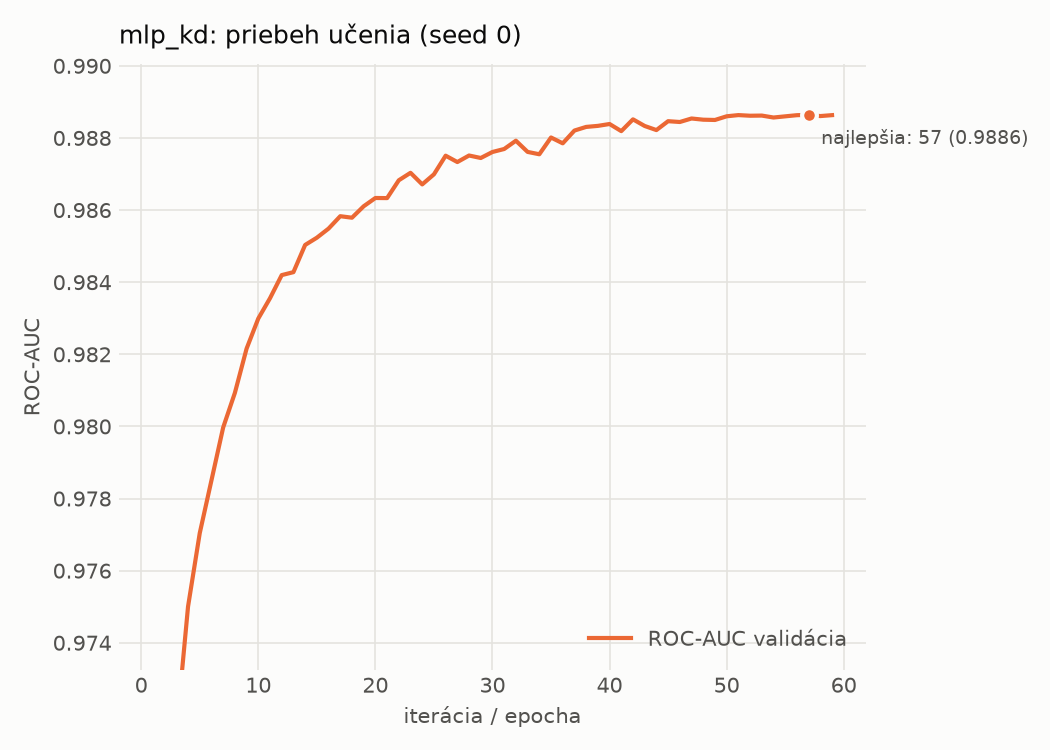 mlp_kd: priebeh učenia (seed 0)
0.990
0.988
0.986
0.984
0.982
0.980
0.978
0.976
0.974
ROC-AUC
najlepšia: 57 (0.9886)
ROC-AUC validácia
0 10 20 30 40 50 60
iterácia / epocha